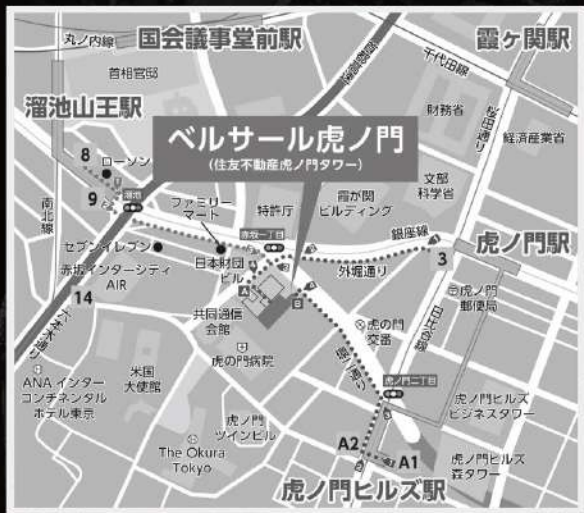 丸ノ内線
国会議事堂前駅
霞ヶ関駅
千代田線
首相官邸
首都高速
財務省
桜田通り
溜池山王駅
ベルサール虎ノ門
(住友不動産虎ノ門タワー)
経済産業省
8
ローソン
文部
科学省
9
溜池
ファミリー
マート
特許庁
霞が関
ビルディング
南北線
赤坂一丁目
銀座線
虎ノ門駅
セブンイレブン
日本財団
ビル
外堀通り
3
赤坂インターシティ
AIR
A
B
虎ノ門
郵便局
14
共同通信
会館
日比谷線
虎の門
交番
六本木通り
虎の門病院
米国
大使館
虎ノ門二丁目
ANA インター
コンチネンタル
ホテル東京
虎ノ門
ツインビル
虎ノ門ヒルズ
ビジネスタワー
The Okura
Tokyo
A2
A1
虎ノ門ヒルズ
森タワー
虎ノ門ヒルズ駅